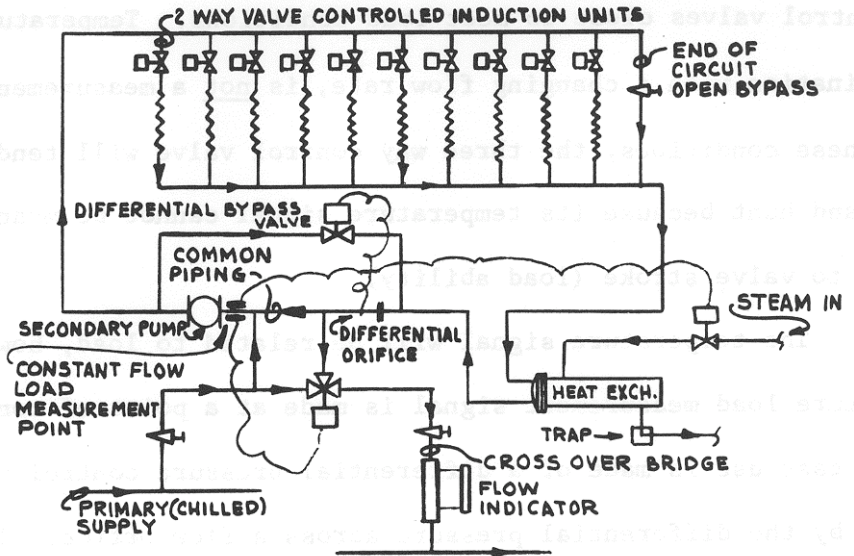 2 WAY VALVE CONTROLLED INDUCTION UNITS
END OF
CIRCUIT
OPEN BYPASS
DIFFERENTIAL BYPASS
VALVE
COMMON
PIPING
SECONDARY PUMP
DIFFERENTIAL
ORIFICE
STEAM IN
CONSTANT FLOW
LOAD
MEASUREMENT
POINT
HEAT EXCH.
TRAP
CROSS OVER BRIDGE
FLOW
INDICATOR
PRIMARY (CHILLED)
SUPPLY